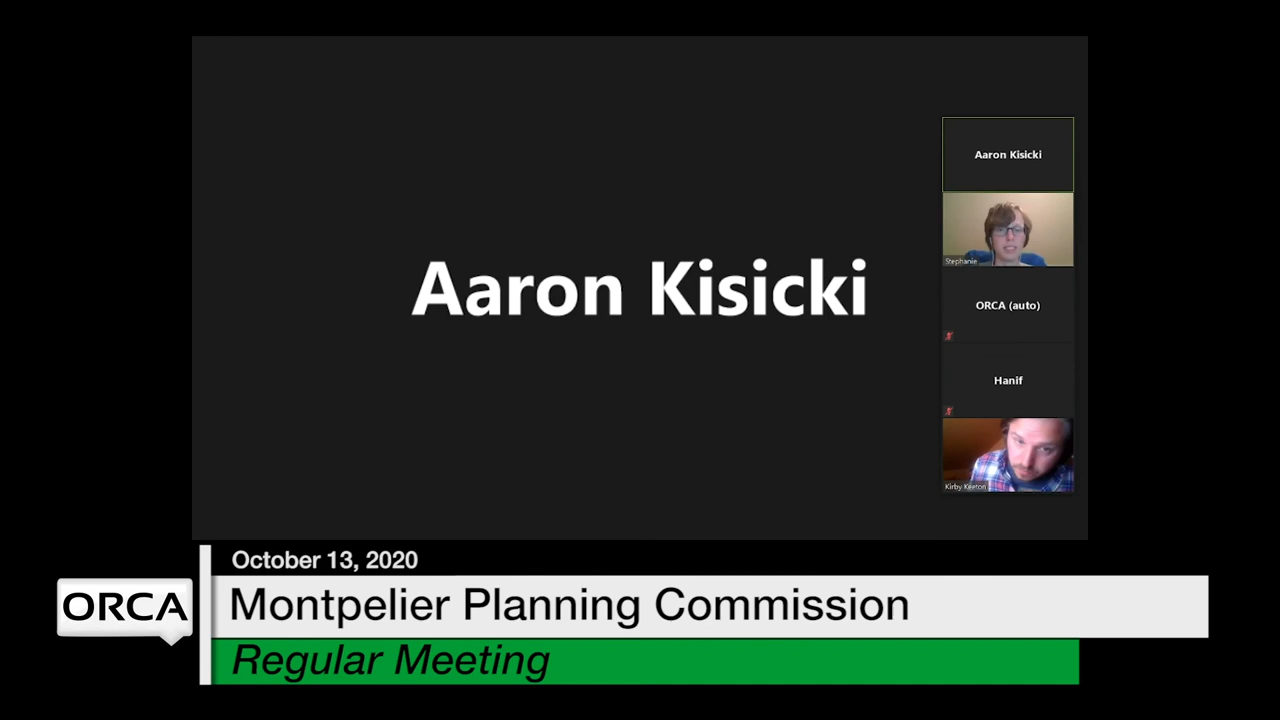 Aaron Kisicki
Aaron Kisicki
Stephanie
ORCA (auto)
Hanif
Kirby Keeton
October 13, 2020
ORCA
Montpelier Planning Commission
Regular Meeting